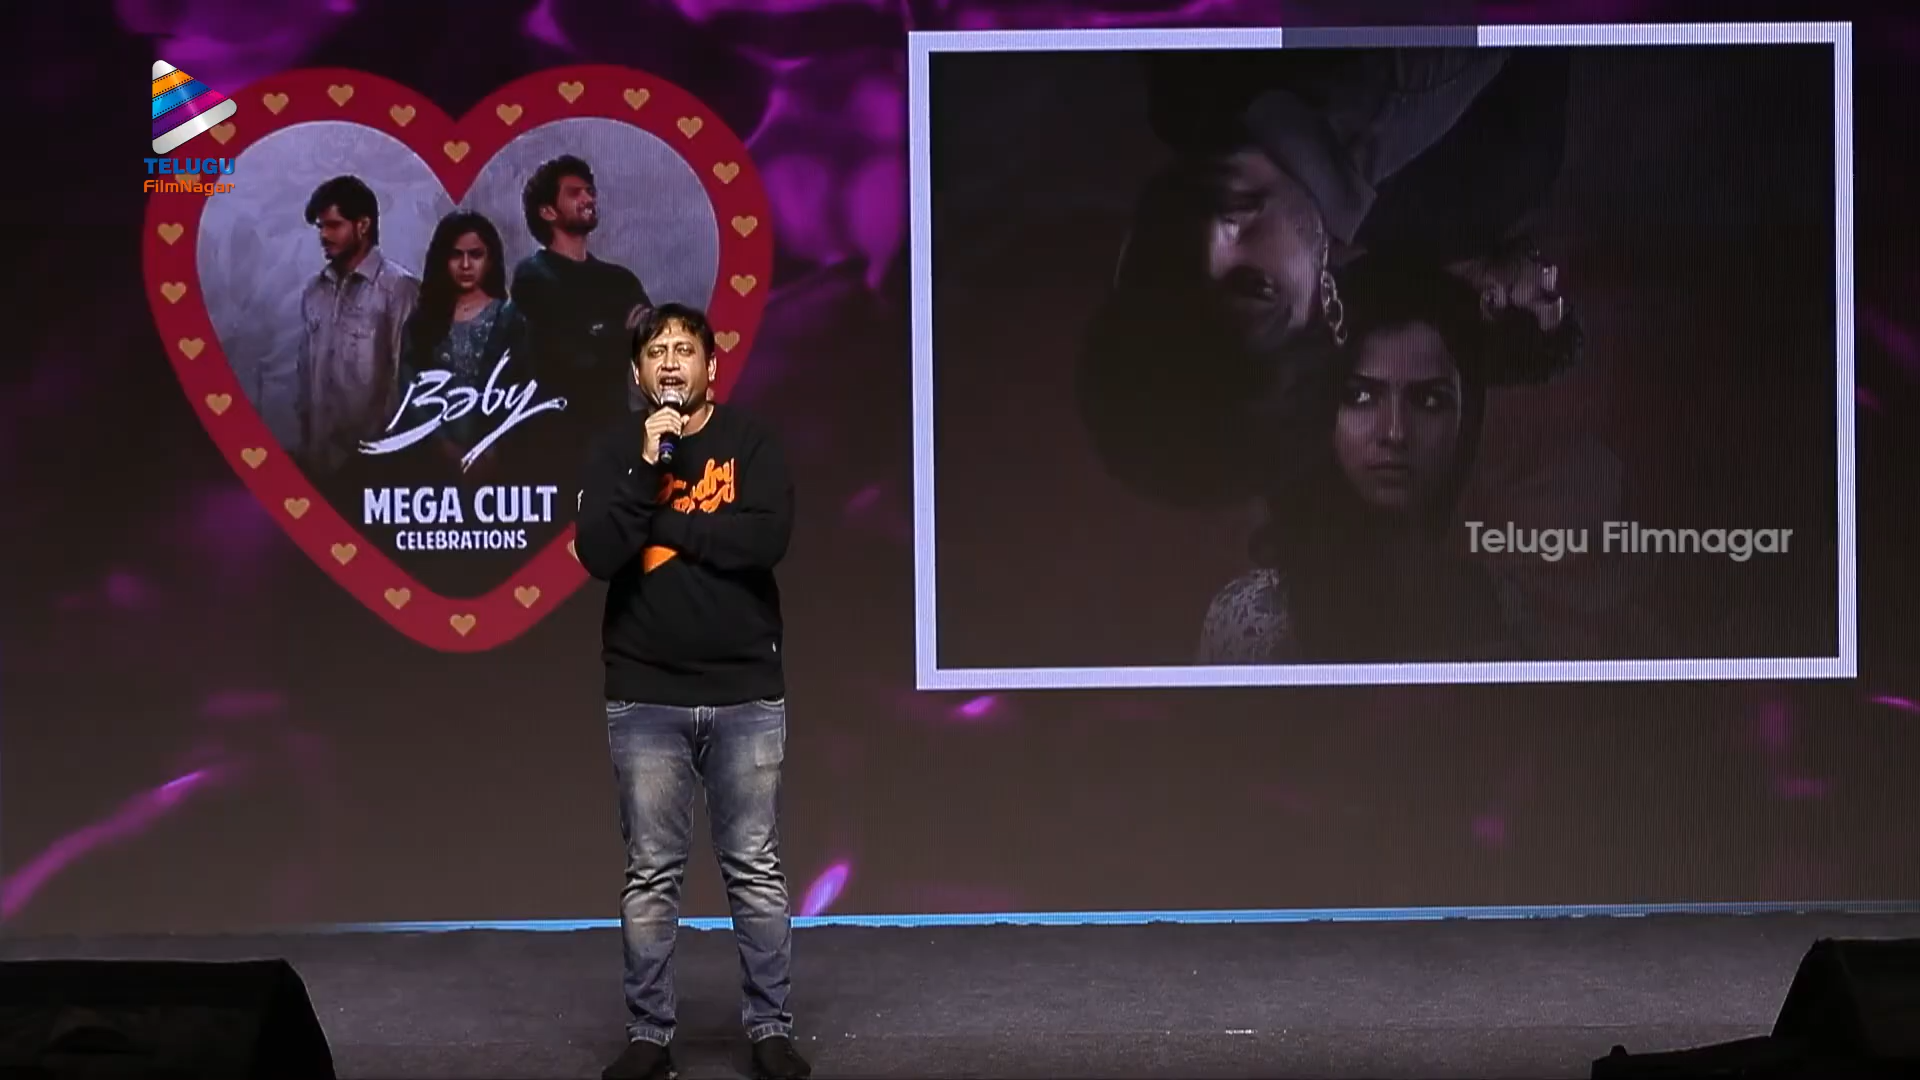 TELUGU
FilmNagar
Baby
MEGA CULT
CELEBRATIONS
Telugu Filmnagar